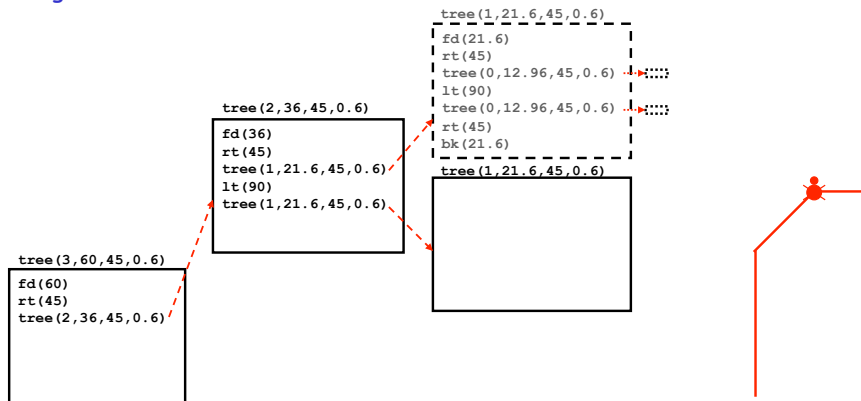 tree(1,21.6,45,0.6)
fd(21.6)
rt(45)
tree(0,12.96,45,0.6)
lt(90)
tree(0,12.96,45,0.6)
rt(45)
bk(21.6)
tree(2,36,45,0.6)
fd(36)
rt(45)
tree(1,21.6,45,0.6)
lt(90)
tree(1,21.6,45,0.6)
tree(1,21.6,45,0.6)
tree(3,60,45,0.6)
fd(60)
rt(45)
tree(2,36,45,0.6)